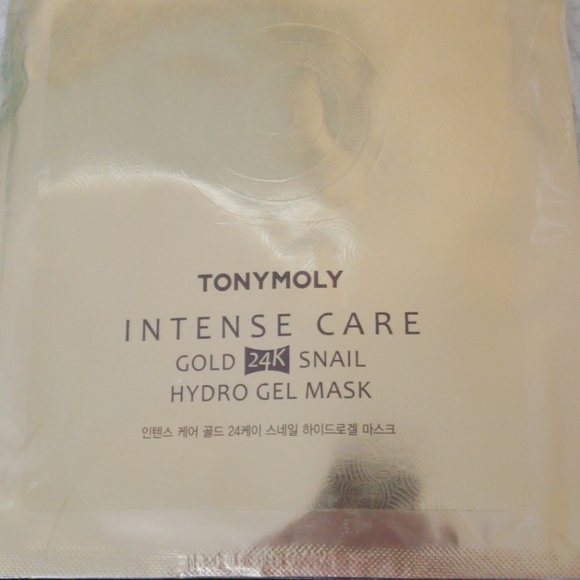 TONYMOLY
INTENSE CARE
GOLD 24K SNAIL
HYDRO GEL MASK
인텐스 케어 골드 24케이 스네일 하이드로겔 마스크